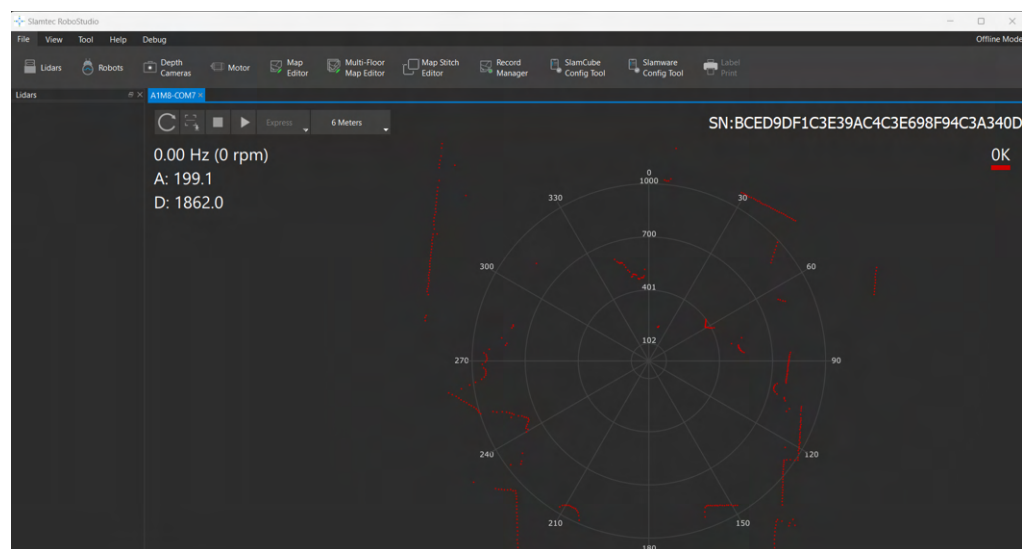 Slamtec RoboStudio
File View Tool Help Debug
Offline Mode
Lidars
Robots
Depth
Cameras
Motor
Map
Editor
Multi-Floor
Map Editor
Map Stitch
Editor
Record
Manager
SlamCube
Config Tool
Slamware
Config Tool
Label
Print
Lidars
A1M8-COM7
Express
6 Meters
SN:BCED9DF1C3E39AC4C3E698F94C3A340D
0.00 Hz (0 rpm)
0K
A: 199.1
D: 1862.0
0
1000
330
30
700
300
60
401
102
270
90
240
120
210
150
180